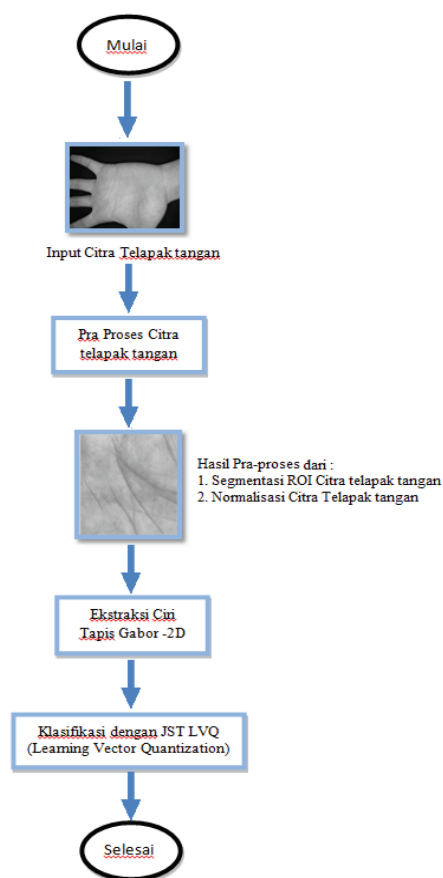 Mulai
Input Citra Telapak tangan
Pra Proses Citra
telapak tangan
Hasil Pra-proses dari :
1. Segmentasi ROI Citra telapak tangan
2. Normalisasi Citra Telapak tangan
Ekstraksi Ciri
Tapis Gabor -2D
Klasifikasi dengan JST LVQ
(Learning Vector Quantization)
Selesai